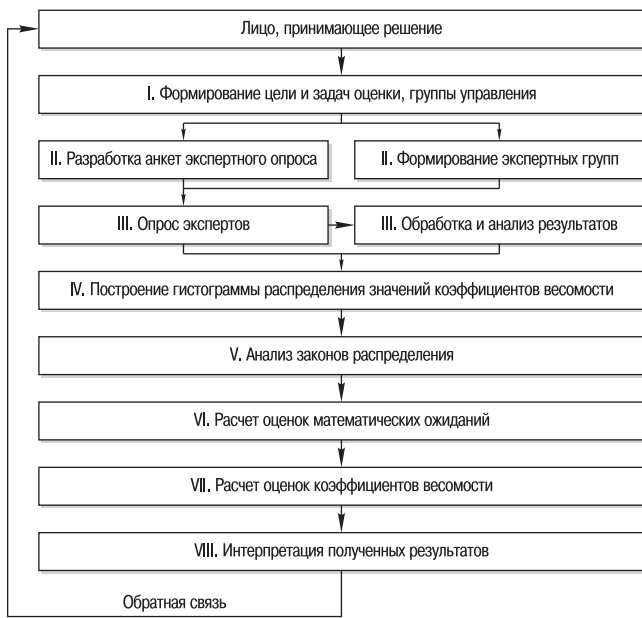 Лицо, принимающее решение
I. Формирование цели и задач оценки, группы управления
II. Разработка анкет экспертного опроса
II. Формирование экспертных групп
III. Опрос экспертов
III. Обработка и анализ результатов
IV. Построение гистограммы распределения значений коэффициентов весомости
V. Анализ законов распределения
VI. Расчет оценок математических ожиданий
VII. Расчет оценок коэффициентов весомости
VIII. Интерпретация полученных результатов
Обратная связь